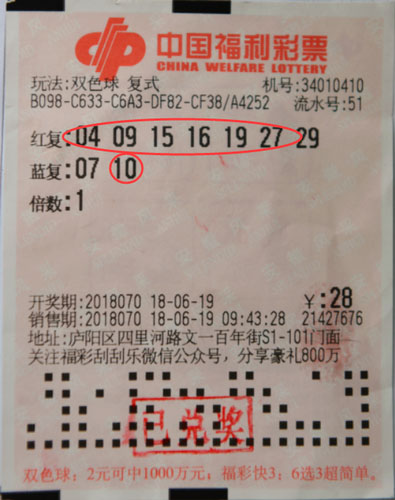 中国福利彩票
CHINA WELFARE LOTTERY
玩法:双色球 复式 机号:34010410
B098-C633-C6A3-DF82-CF38/A4252 流水号:51
红复:04 09 15 16 19 27 29
蓝复:07 10
倍数:1
开奖期:2018070 18-06-19 ¥:28
销售期:2018070 18-06-19 09:43:28 21427676
地址:庐阳区四里河路文一百年街S1-101门面
关注福彩刮刮乐微信公众号，分享豪礼800万
已兑奖
双色球：2元可中1000万元；福彩快3：6选3超简单。